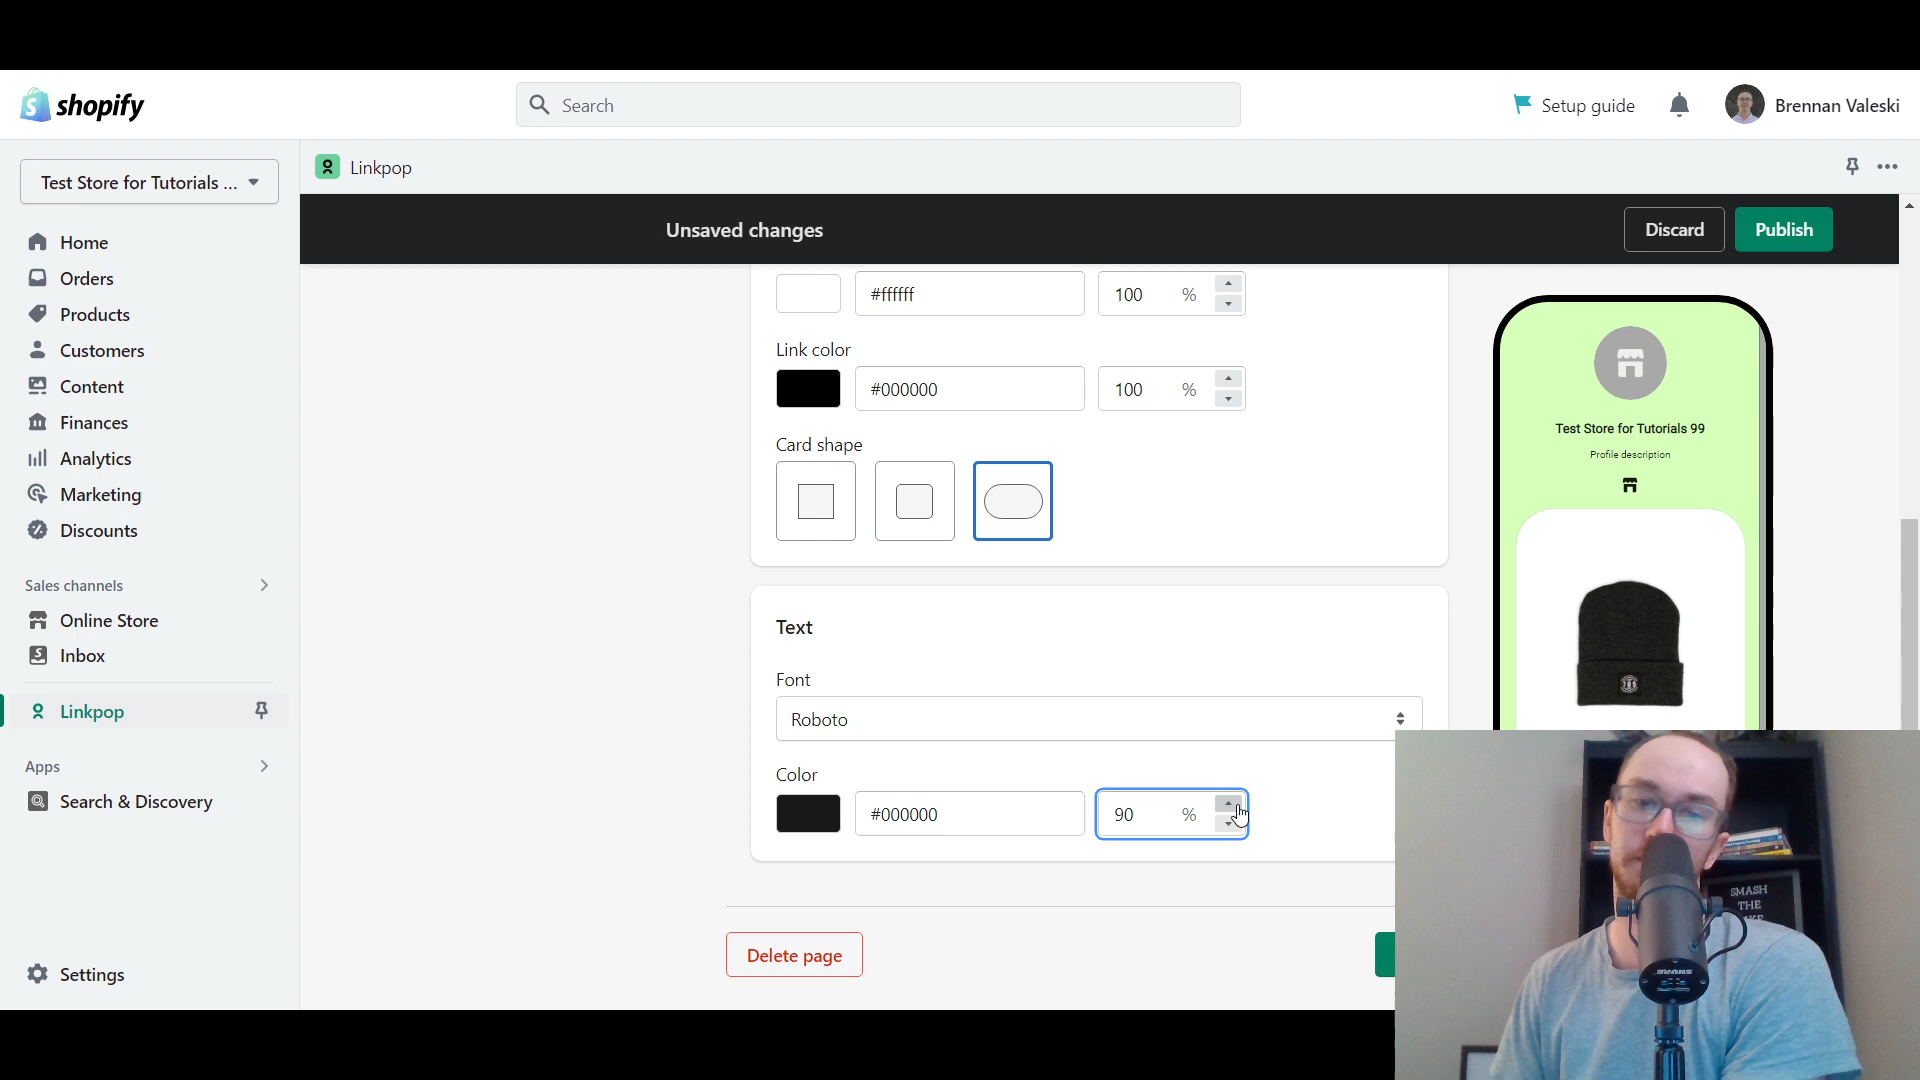 shopify
Search
Setup guide
Brennan Valeski
Test Store for Tutorials ...
Linkpop
Unsaved changes
Discard
Publish
Home
Orders
Products
Customers
Content
Finances
Analytics
Marketing
Discounts
Sales channels
Online Store
Inbox
Linkpop
Apps
Search & Discovery
Settings
#ffffff
100 %
Link color
#000000
100 %
Card shape
Text
Font
Roboto
Color
#000000
90 %
Delete page
Test Store for Tutorials 99
Profile description
SMASH
THE
SHURE